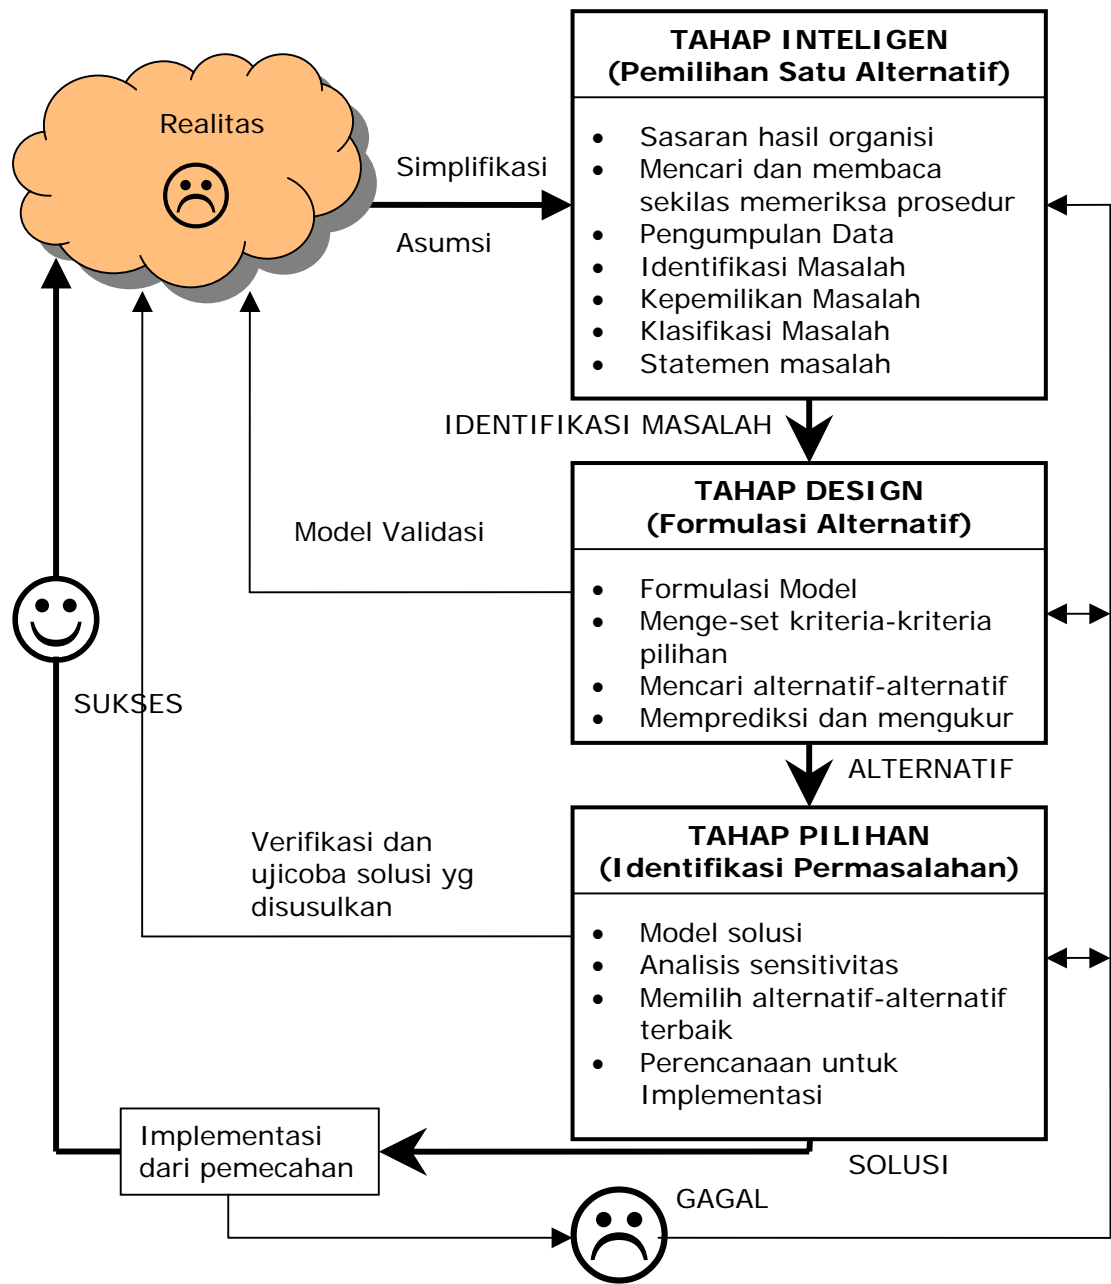 TAHAP INTELIGEN
(Pemilihan Satu Alternatif)
Realitas
Simplifikasi
Asumsi
• Sasaran hasil organisi
• Mencari dan membaca
sekilas memeriksa prosedur
• Pengumpulan Data
• Identifikasi Masalah
• Kepemilikan Masalah
• Klasifikasi Masalah
• Statemen masalah
IDENTIFIKASI MASALAH
TAHAP DESIGN
(Formulasi Alternatif)
Model Validasi
• Formulasi Model
• Menge-set kriteria-kriteria
pilihan
• Mencari alternatif-alternatif
• Memprediksi dan mengukur
SUKSES
ALTERNATIF
TAHAP PILIHAN
(Identifikasi Permasalahan)
Verifikasi dan
ujicoba solusi yg
disusulkan
• Model solusi
• Analisis sensitivitas
• Memilih alternatif-alternatif
terbaik
• Perencanaan untuk
Implementasi
Implementasi
dari pemecahan
SOLUSI
GAGAL